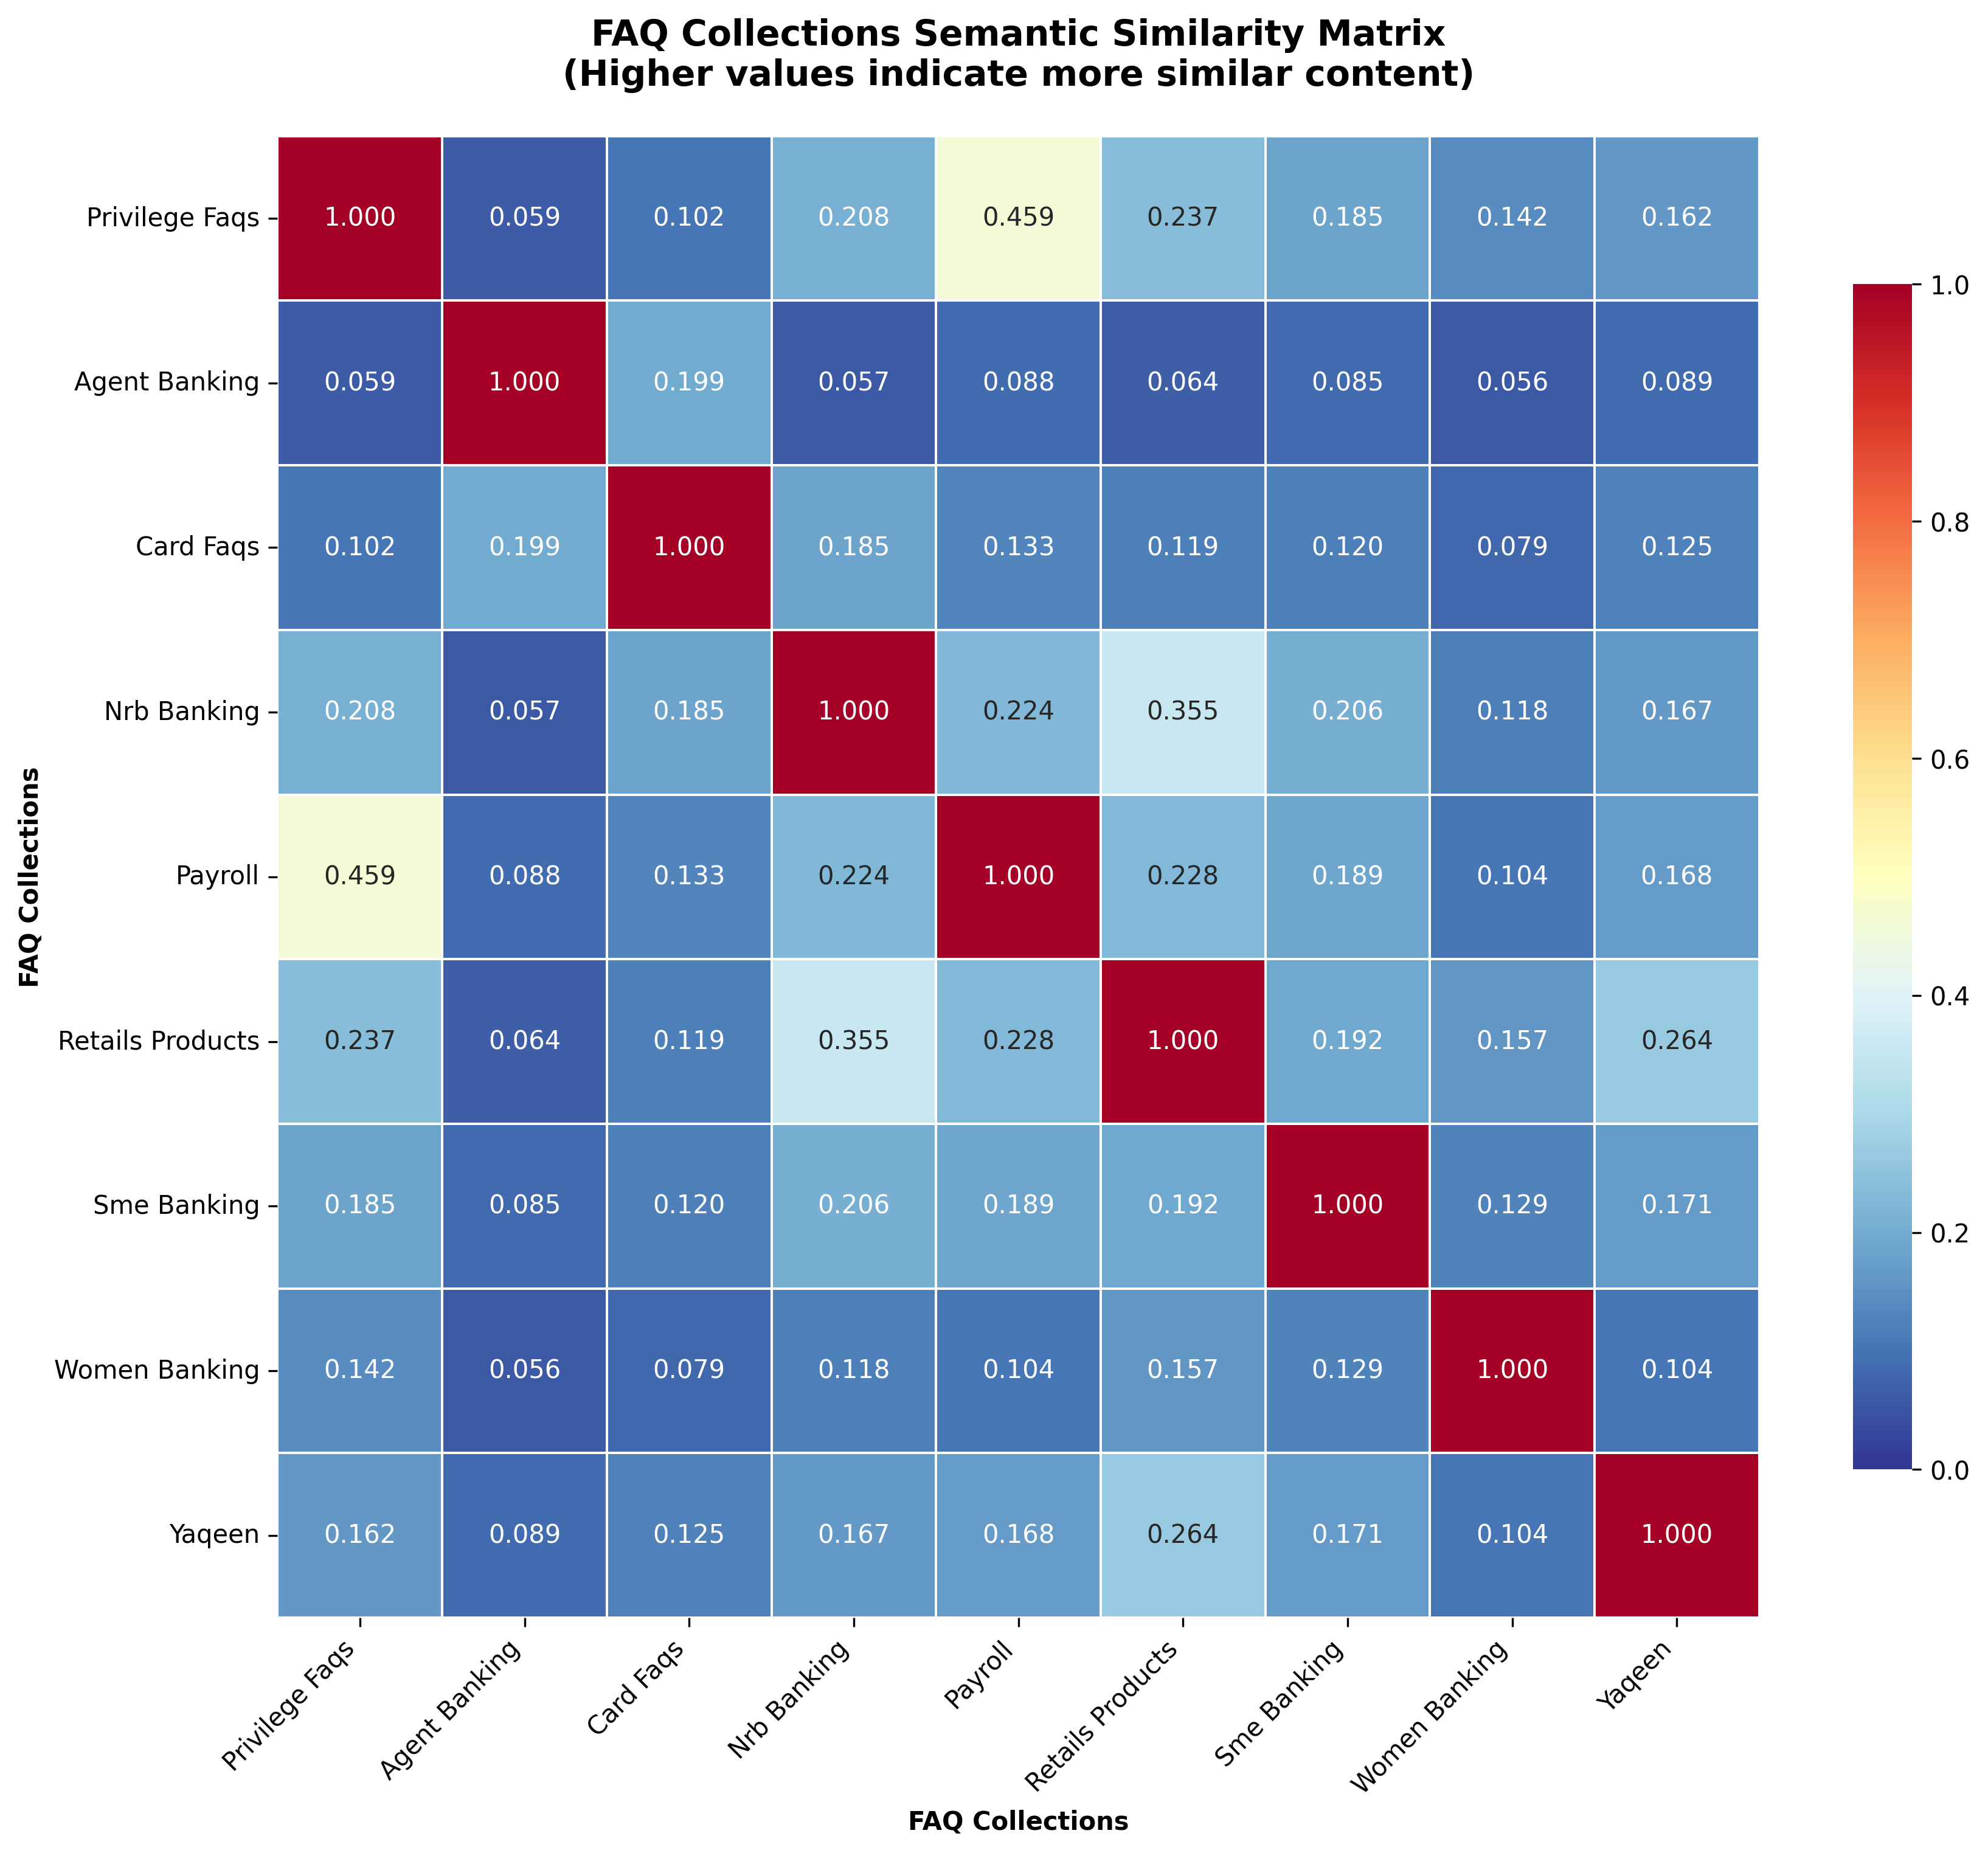 FAQ Collections Semantic Similarity Matrix
(Higher values indicate more similar content)
Privilege Faqs 1.000 0.059 0.102 0.208 0.459 0.237 0.185 0.142 0.162
Agent Banking 0.059 1.000 0.199 0.057 0.088 0.064 0.085 0.056 0.089
Card Faqs 0.102 0.199 1.000 0.185 0.133 0.119 0.120 0.079 0.125
Nrb Banking 0.208 0.057 0.185 1.000 0.224 0.355 0.206 0.118 0.167
Payroll 0.459 0.088 0.133 0.224 1.000 0.228 0.189 0.104 0.168
Retails Products 0.237 0.064 0.119 0.355 0.228 1.000 0.192 0.157 0.264
Sme Banking 0.185 0.085 0.120 0.206 0.189 0.192 1.000 0.129 0.171
Women Banking 0.142 0.056 0.079 0.118 0.104 0.157 0.129 1.000 0.104
Yaqeen 0.162 0.089 0.125 0.167 0.168 0.264 0.171 0.104 1.000
FAQ Collections
Privilege Faqs
Agent Banking
Card Faqs
Nrb Banking
Payroll
Retails Products
Sme Banking
Women Banking
Yaqeen
FAQ Collections
1.0
0.8
0.6
0.4
0.2
0.0